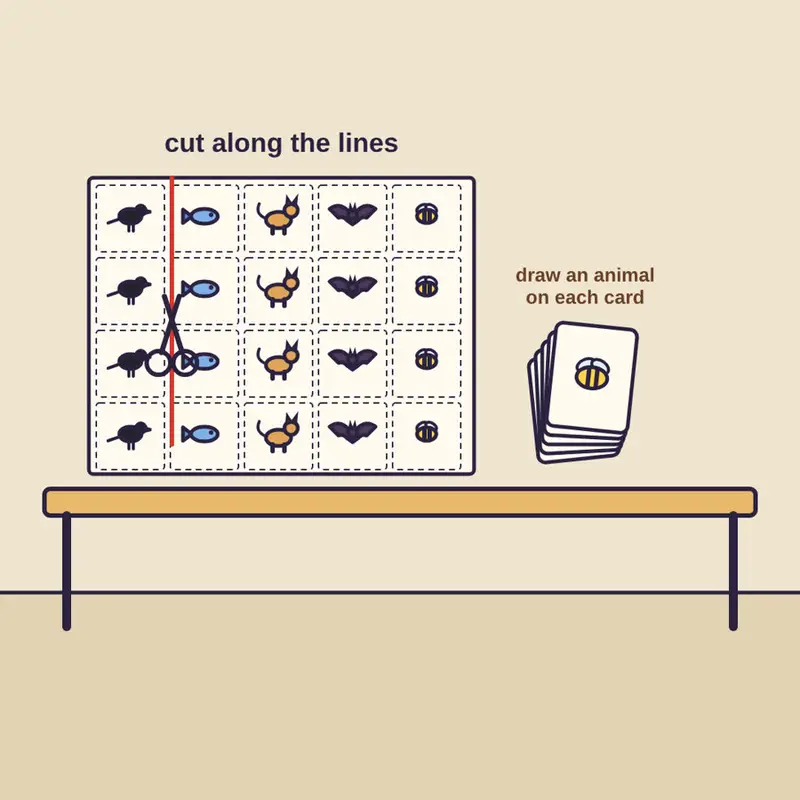 cut along the lines
draw an animal
on each card